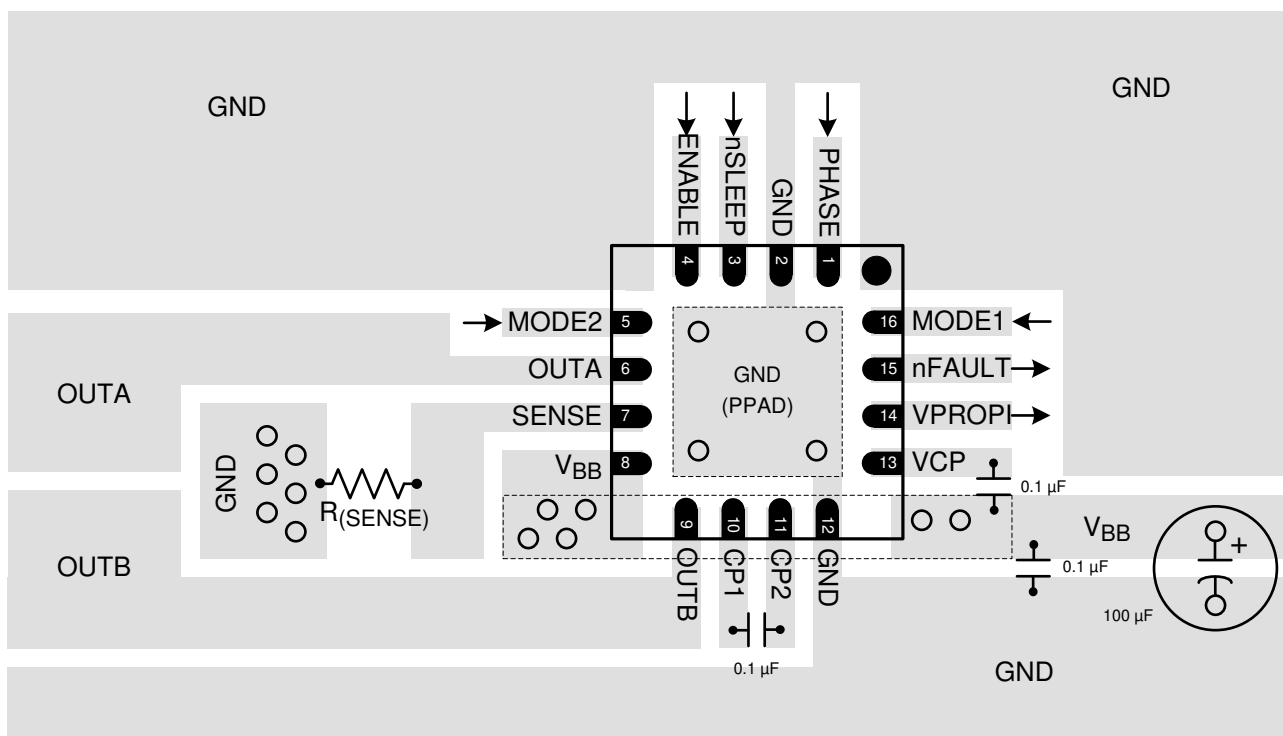 GND
GND
ENABLE
nSLEEP
GND
PHASE
4
3
2
1
MODE2
5
16
MODE1
OUTA
6
15
nFAULT
OUTA
GND
(PPAD)
SENSE
7
14
VPROPI
VBB
8
13
VCP
GND
R(SENSE)
0.1 µF
9
10
11
12
OUTB
CP1
CP2
GND
VBB
+
OUTB
0.1 µF
100 µF
0.1 µF
GND